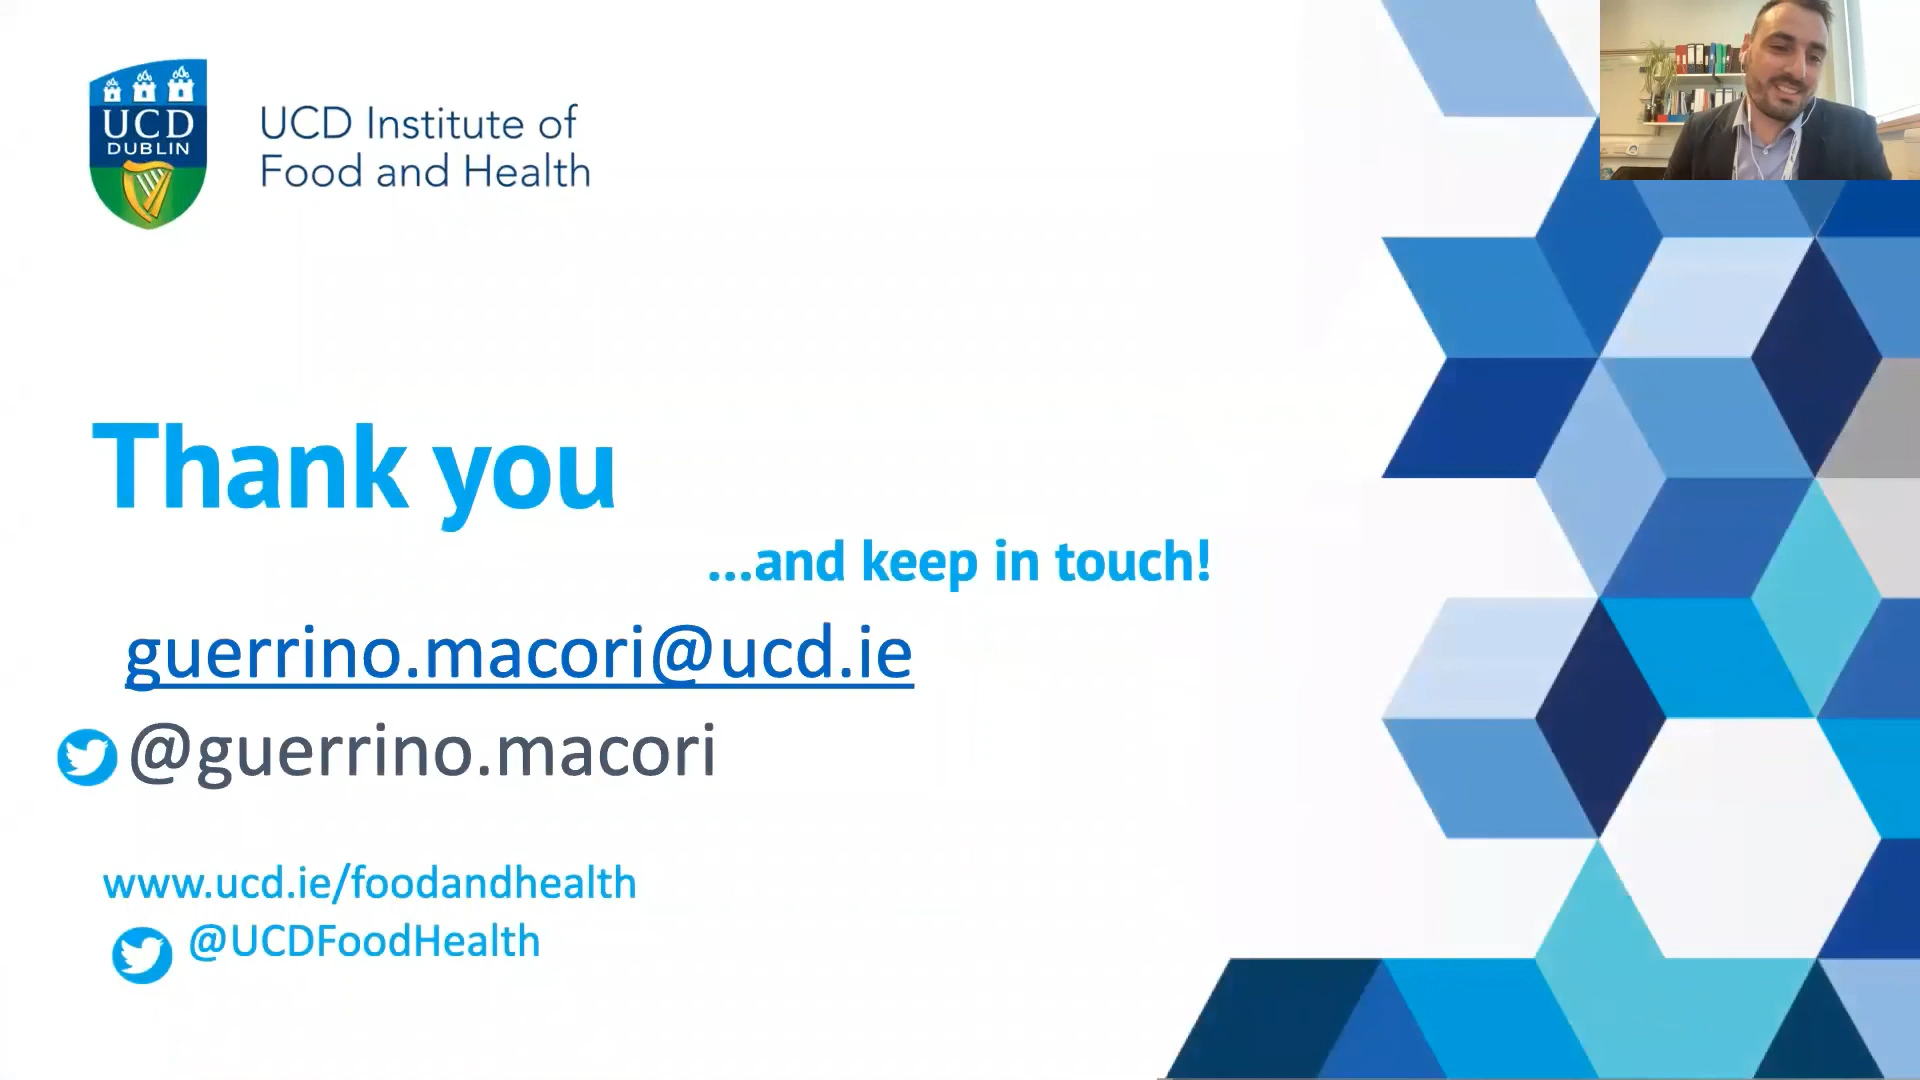 UCD
DUBLIN
UCD Institute of
Food and Health
Thank you
...and keep in touch!
guerrino.macori@ucd.ie
@guerrino.macori
www.ucd.ie/foodandhealth
@UCDFoodHealth